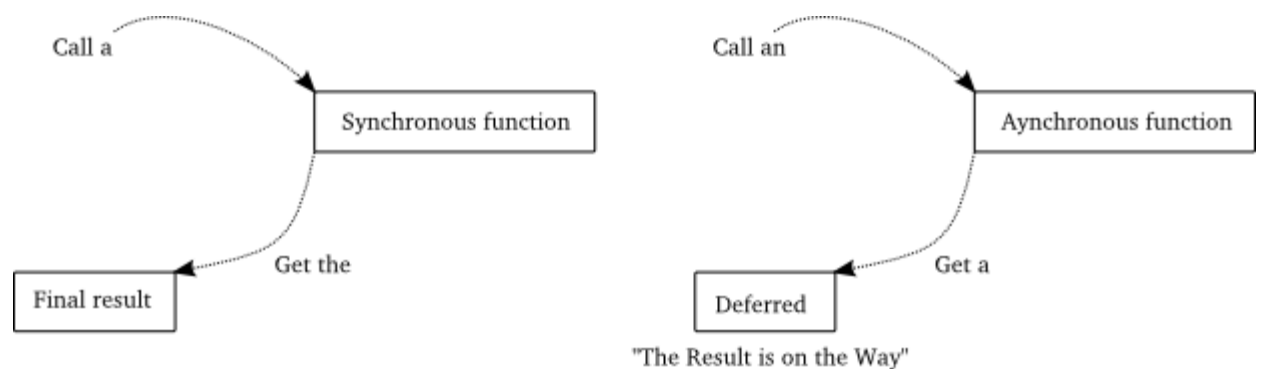 Call a
Synchronous function
Get the
Final result
Call an
Aynchronous function
Get a
Deferred
"The Result is on the Way"